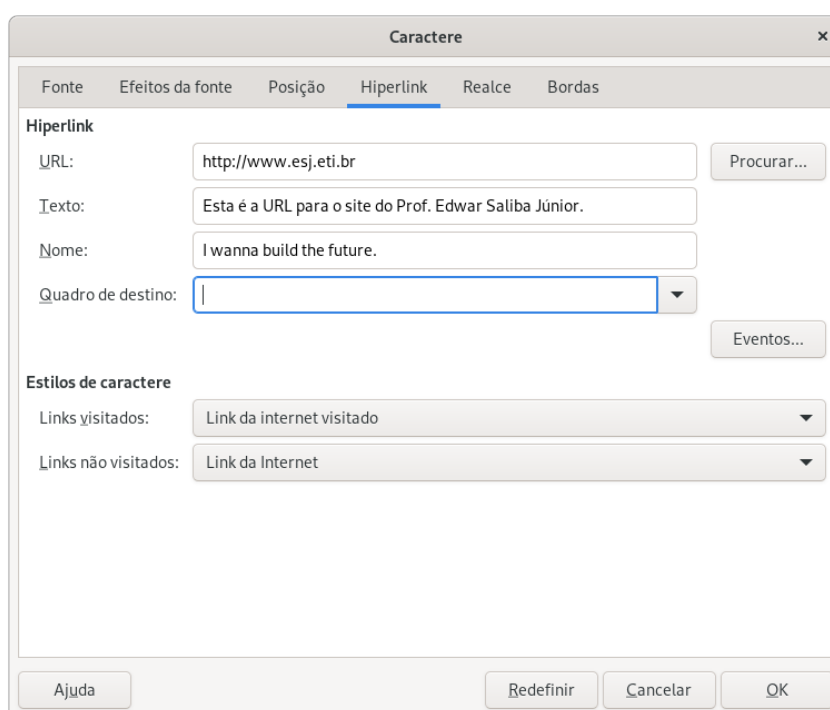 Caractere ×
Fonte Efeitos da fonte Posição Hiperlink Realce Bordas
Hiperlink
URL: http://www.esj.eti.br Procurar...
Texto: Esta é a URL para o site do Prof. Edwar Saliba Júnior.
Nome: I wanna build the future.
Quadro de destino:
Eventos...
Estilos de caractere
Links visitados: Link da internet visitado
Links não visitados: Link da Internet
Ajuda Redefinir Cancelar OK